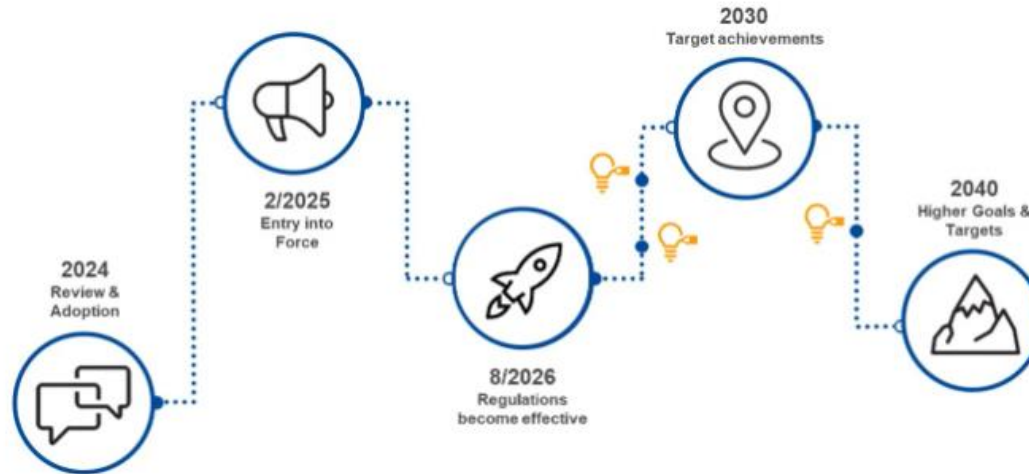 2024
Review &
Adoption
2/2025
Entry into
Force
8/2026
Regulations
become effective
2030
Target achievements
2040
Higher Goals &
Targets